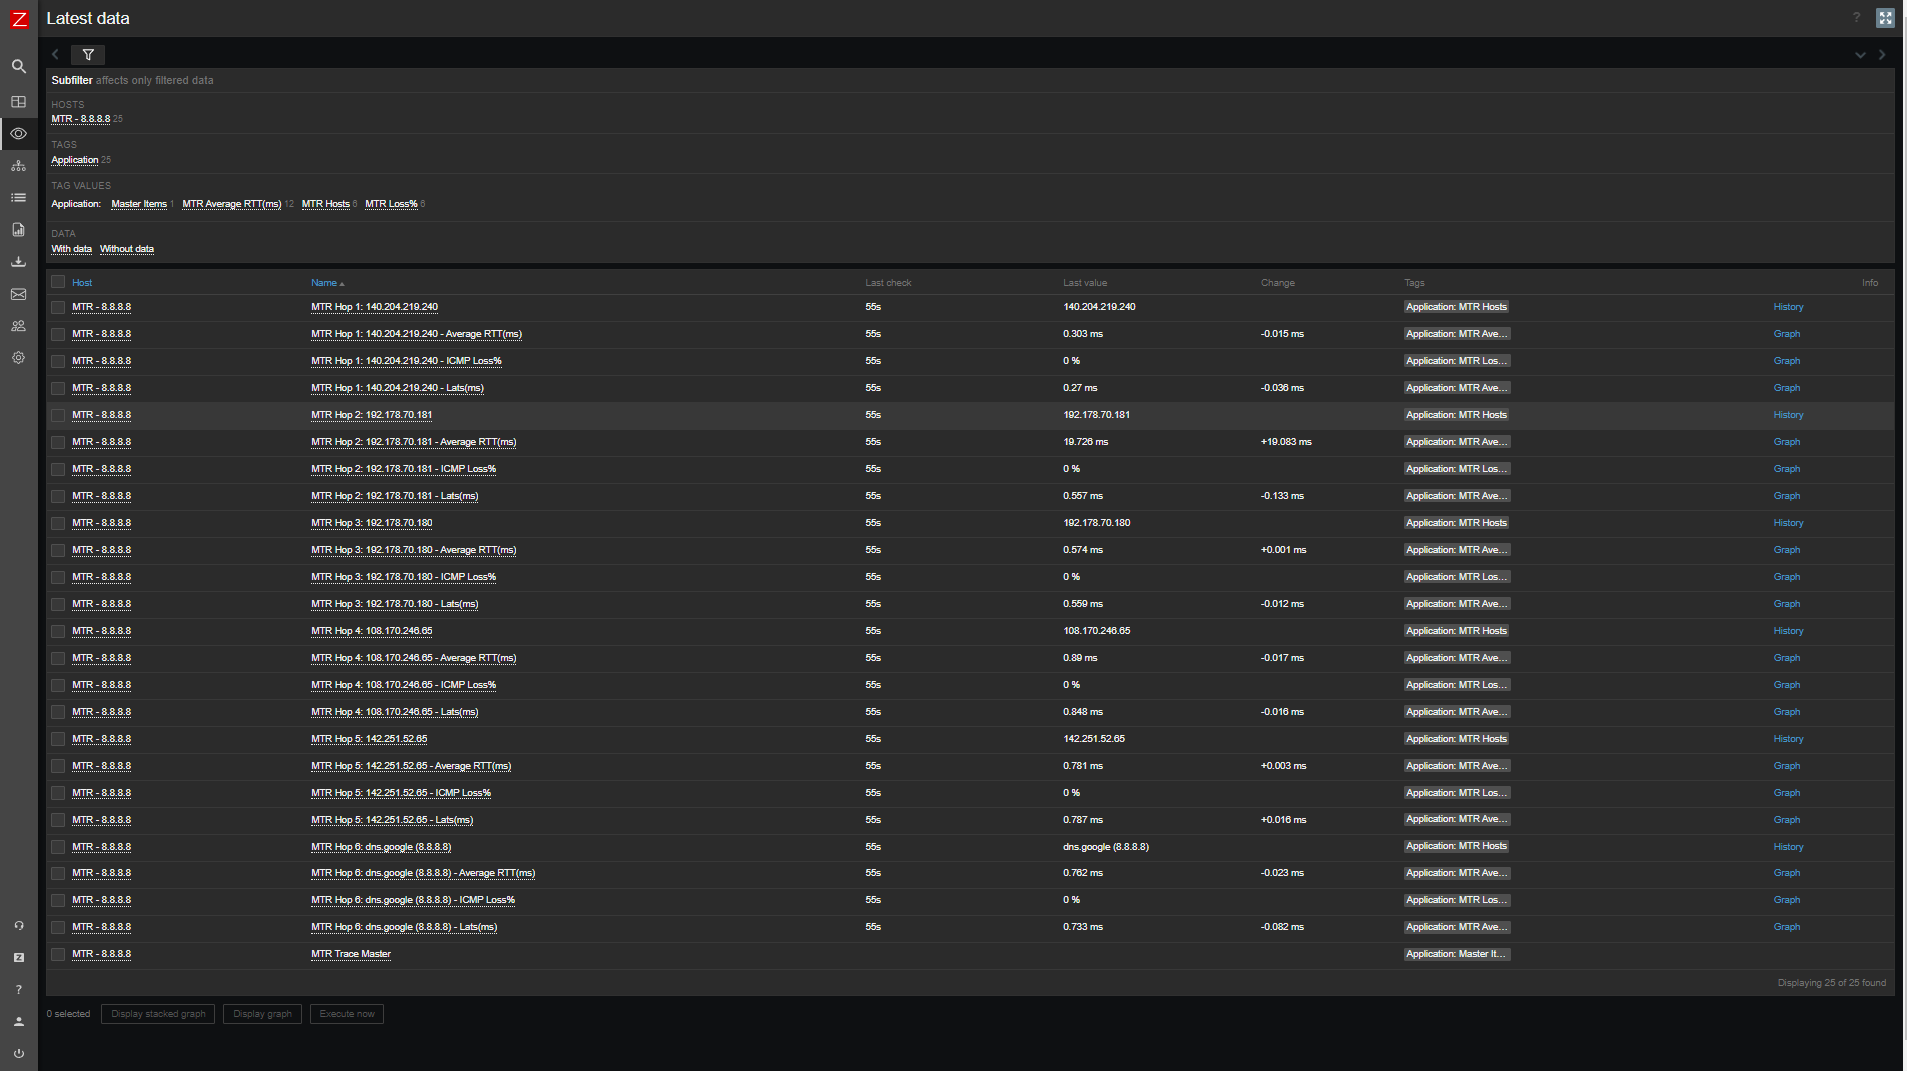 Z Latest data ?
Subfilter affects only filtered data
HOSTS
MTR - 8.8.8.8 25
TAGS
Application 25
TAG VALUES
Application: Master Items 1 MTR Average RTT(ms) 12 MTR Hosts 6 MTR Loss% 6
DATA
With data Without data
Host Name Last check Last value Change Tags Info
MTR - 8.8.8.8 MTR Hop 1: 140.204.219.240 55s 140.204.219.240 Application: MTR Hosts History
MTR - 8.8.8.8 MTR Hop 1: 140.204.219.240 - Average RTT(ms) 55s 0.303 ms -0.015 ms Application: MTR Ave... Graph
MTR - 8.8.8.8 MTR Hop 1: 140.204.219.240 - ICMP Loss% 55s 0 % Application: MTR Los... Graph
MTR - 8.8.8.8 MTR Hop 1: 140.204.219.240 - Lats(ms) 55s 0.27 ms -0.036 ms Application: MTR Ave... Graph
MTR - 8.8.8.8 MTR Hop 2: 192.178.70.181 55s 192.178.70.181 Application: MTR Hosts History
MTR - 8.8.8.8 MTR Hop 2: 192.178.70.181 - Average RTT(ms) 55s 19.726 ms +19.083 ms Application: MTR Ave... Graph
MTR - 8.8.8.8 MTR Hop 2: 192.178.70.181 - ICMP Loss% 55s 0 % Application: MTR Los... Graph
MTR - 8.8.8.8 MTR Hop 2: 192.178.70.181 - Lats(ms) 55s 0.557 ms -0.133 ms Application: MTR Ave... Graph
MTR - 8.8.8.8 MTR Hop 3: 192.178.70.180 55s 192.178.70.180 Application: MTR Hosts History
MTR - 8.8.8.8 MTR Hop 3: 192.178.70.180 - Average RTT(ms) 55s 0.574 ms +0.001 ms Application: MTR Ave... Graph
MTR - 8.8.8.8 MTR Hop 3: 192.178.70.180 - ICMP Loss% 55s 0 % Application: MTR Los... Graph
MTR - 8.8.8.8 MTR Hop 3: 192.178.70.180 - Lats(ms) 55s 0.559 ms -0.012 ms Application: MTR Ave... Graph
MTR - 8.8.8.8 MTR Hop 4: 108.170.246.65 55s 108.170.246.65 Application: MTR Hosts History
MTR - 8.8.8.8 MTR Hop 4: 108.170.246.65 - Average RTT(ms) 55s 0.89 ms -0.017 ms Application: MTR Ave... Graph
MTR - 8.8.8.8 MTR Hop 4: 108.170.246.65 - ICMP Loss% 55s 0 % Application: MTR Los... Graph
MTR - 8.8.8.8 MTR Hop 4: 108.170.246.65 - Lats(ms) 55s 0.848 ms -0.016 ms Application: MTR Ave... Graph
MTR - 8.8.8.8 MTR Hop 5: 142.251.52.65 55s 142.251.52.65 Application: MTR Hosts History
MTR - 8.8.8.8 MTR Hop 5: 142.251.52.65 - Average RTT(ms) 55s 0.781 ms +0.003 ms Application: MTR Ave... Graph
MTR - 8.8.8.8 MTR Hop 5: 142.251.52.65 - ICMP Loss% 55s 0 % Application: MTR Los... Graph
MTR - 8.8.8.8 MTR Hop 5: 142.251.52.65 - Lats(ms) 55s 0.787 ms +0.016 ms Application: MTR Ave... Graph
MTR - 8.8.8.8 MTR Hop 6: dns.google (8.8.8.8) 55s dns.google (8.8.8.8) Application: MTR Hosts History
MTR - 8.8.8.8 MTR Hop 6: dns.google (8.8.8.8) - Average RTT(ms) 55s 0.762 ms -0.023 ms Application: MTR Ave... Graph
MTR - 8.8.8.8 MTR Hop 6: dns.google (8.8.8.8) - ICMP Loss% 55s 0 % Application: MTR Los... Graph
MTR - 8.8.8.8 MTR Hop 6: dns.google (8.8.8.8) - Lats(ms) 55s 0.733 ms -0.082 ms Application: MTR Ave... Graph
MTR - 8.8.8.8 MTR Trace Master Application: Master It...
Displaying 25 of 25 found
0 selected Display stacked graph Display graph Execute now
Z
?